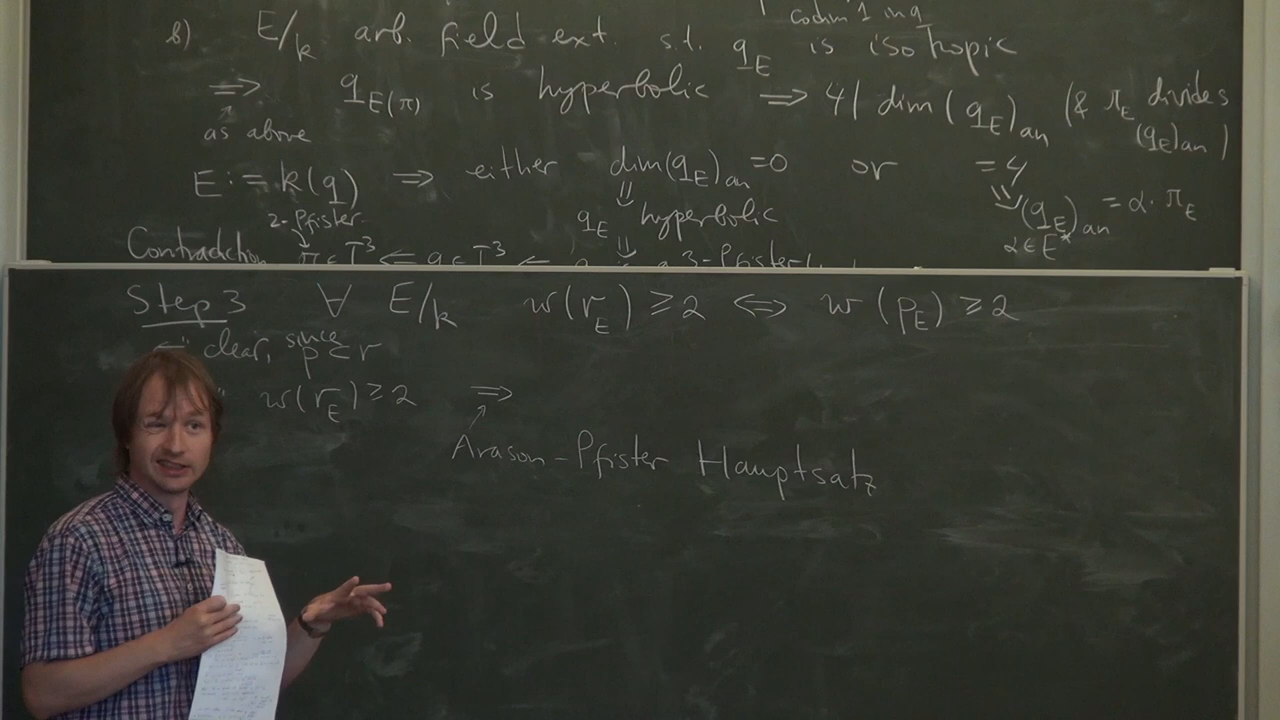 codim 1 in q
b) E/k arb. field ext. s.t. q_E is isotropic
⟹ q_{E(π)} is hyperbolic ⟹ 4 | dim (q_E)_an (& π_E divides (q_E)_an)
as above
E := k(q) ⟹ either dim(q_E)_an = 0 or = 4
2-Pfister q_E hyperbolic (q_E)_an = α · π_E
α ∈ E*
Step 3 ∀ E/k w(r_E) ≥ 2 ⟺ w(p_E) ≥ 2
clear, since p ⊂ r
w(r_E) ≥ 2 ⟹
Arason-Pfister Hauptsatz